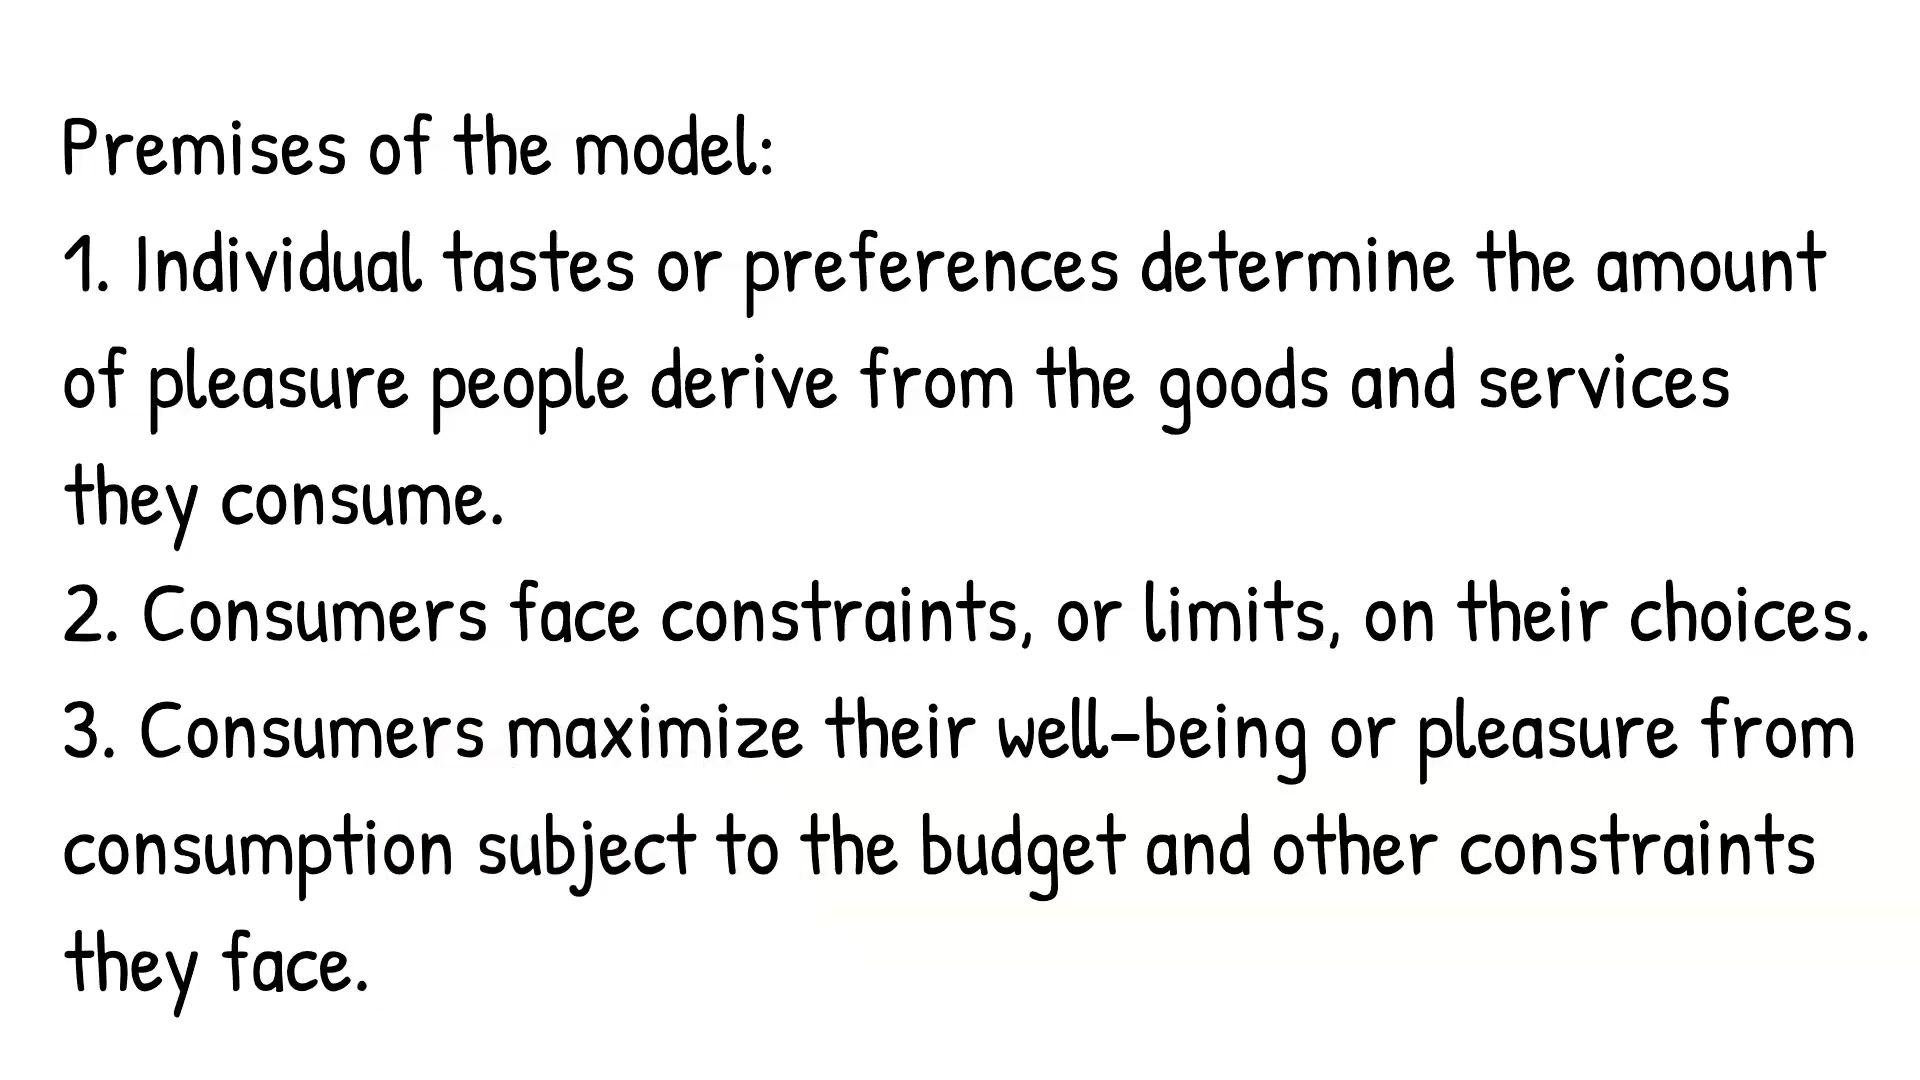 Premises of the model:
1. Individual tastes or preferences determine the amount
of pleasure people derive from the goods and services
they consume.
2. Consumers face constraints, or limits, on their choices.
3. Consumers maximize their well-being or pleasure from
consumption subject to the budget and other constraints
they face.